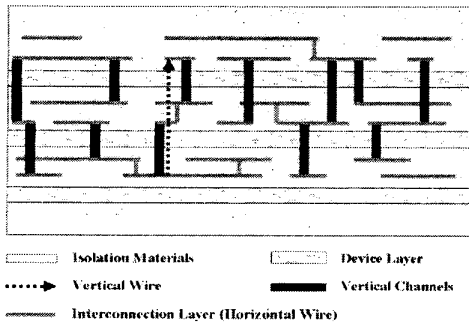 Isolation Materials
Device Layer
Vertical Wire
Vertical Channels
Interconnection Layer (Horizontal Wire)